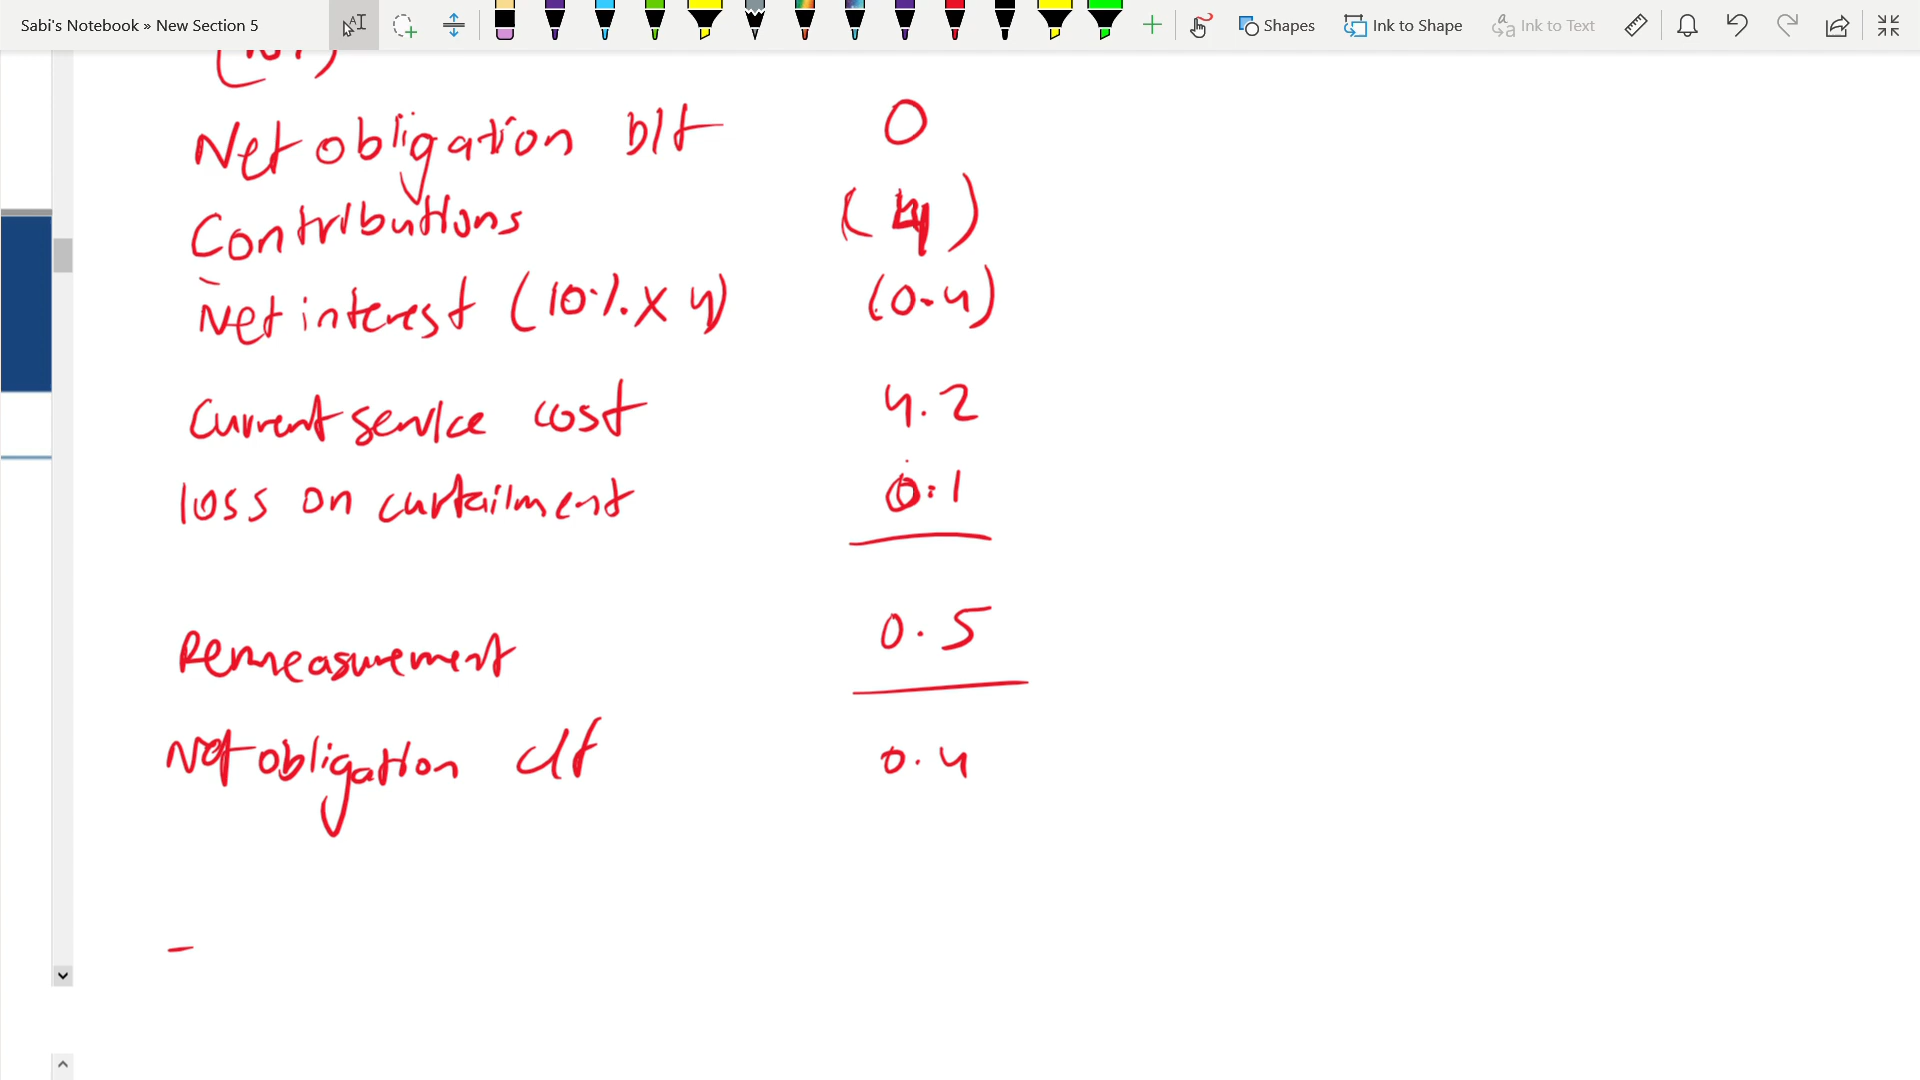 Sabi's Notebook » New Section 5
Shapes
Ink to Shape
Ink to Text
Net obligation b/f 0
Contributions (4)
Net interest (10% x 4) (0.4)
Current service cost 4.2
loss on curtailment 0.1
Remeasurement 0.5
Net obligation c/f 0.4